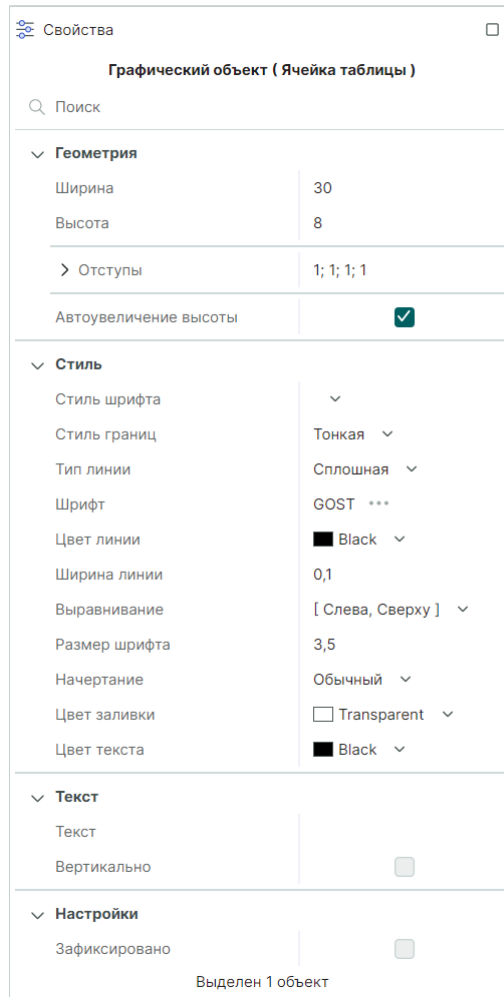 Свойства
Графический объект ( Ячейка таблицы )
Поиск
Геометрия
Ширина 30
Высота 8
Отступы 1; 1; 1; 1
Автоувеличение высоты
Стиль
Стиль шрифта
Стиль границ Тонкая
Тип линии Сплошная
Шрифт GOST ···
Цвет линии Black
Ширина линии 0,1
Выравнивание [ Слева, Сверху ]
Размер шрифта 3,5
Начертание Обычный
Цвет заливки Transparent
Цвет текста Black
Текст
Текст
Вертикально
Настройки
Зафиксировано
Выделен 1 объект